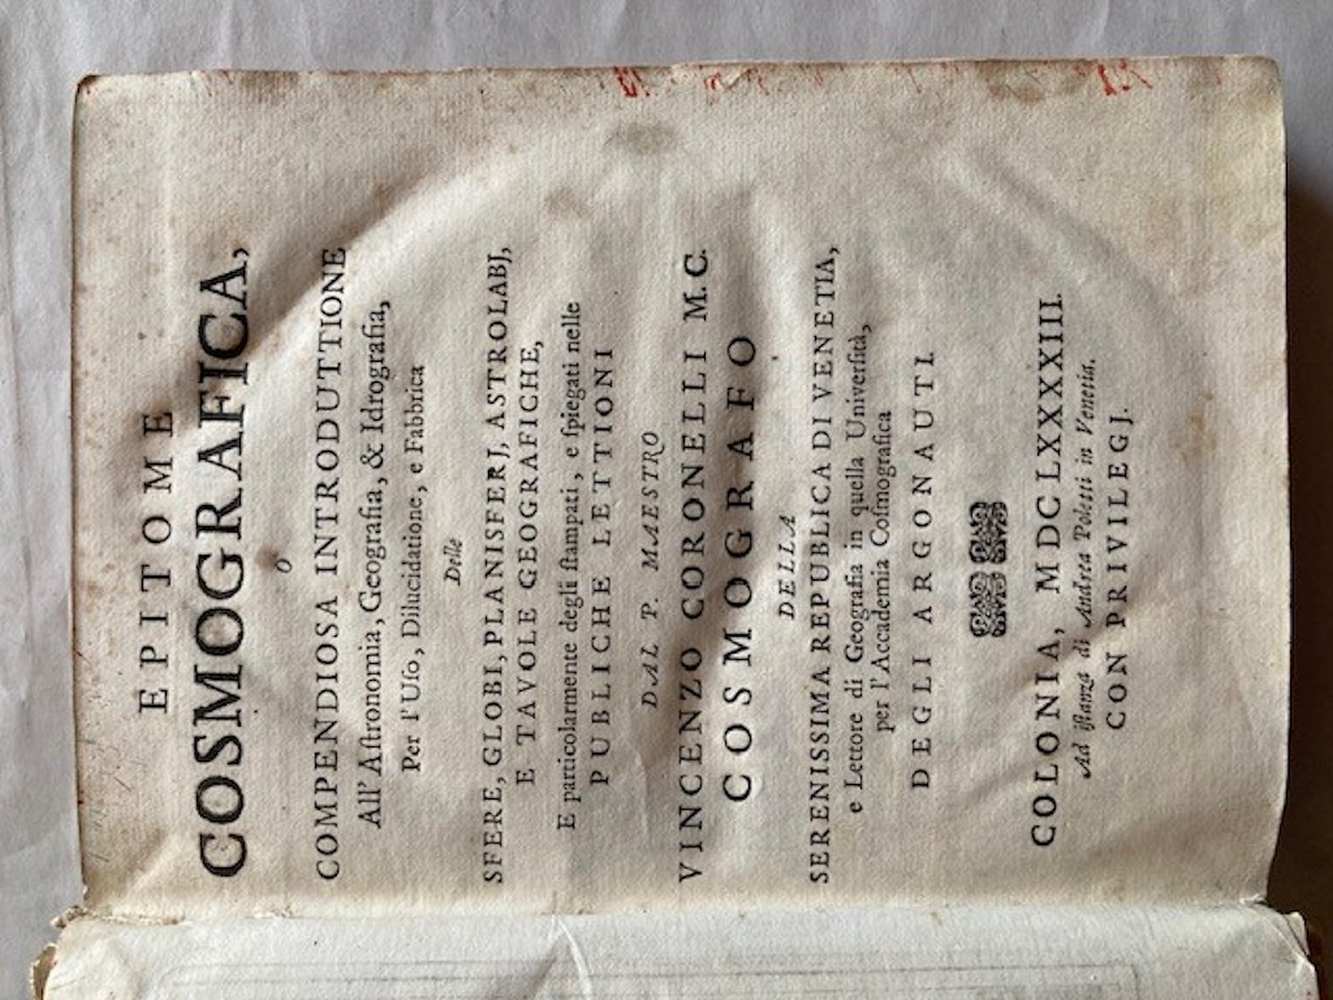 EPITOME
COSMOGRAFICA,
O
COMPENDIOSA INTRODUTTIONE
All' Aſtronomia, Geografia, & Idrografia,
Per l'Uſo, Dilucidatione, e Fabbrica
Delle
SFERE, GLOBI, PLANISFERJ, ASTROLABJ,
E TAVOLE GEOGRAFICHE,
E particolarmente degli ſtampati, e ſpiegati nelle
PUBLICHE LETTIONI
DAL P. MAESTRO
VINCENZO CORONELLI M.C.
COSMOGRAFO
DELLA
SERENISSIMA REPUBLICA DI VENETIA,
e Lettore di Geografia in quella Univerſità,
per l'Accademia Coſmografica
DEGLI ARGONAUTI.
COLONIA, MDCLXXXXIII.
Ad iſtanza di Andrea Poletti in Venetia.
CON PRIVILEGJ.